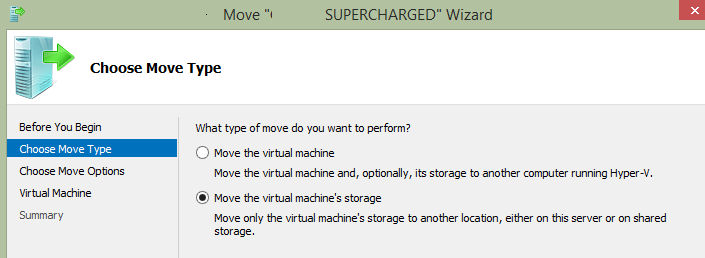 Move " SUPERCHARGED" Wizard
Choose Move Type
Before You Begin
Choose Move Type
Choose Move Options
Virtual Machine
Summary
What type of move do you want to perform?
Move the virtual machine
Move the virtual machine and, optionally, its storage to another computer running Hyper-V.
Move the virtual machine's storage
Move only the virtual machine's storage to another location, either on this server or on shared
storage.